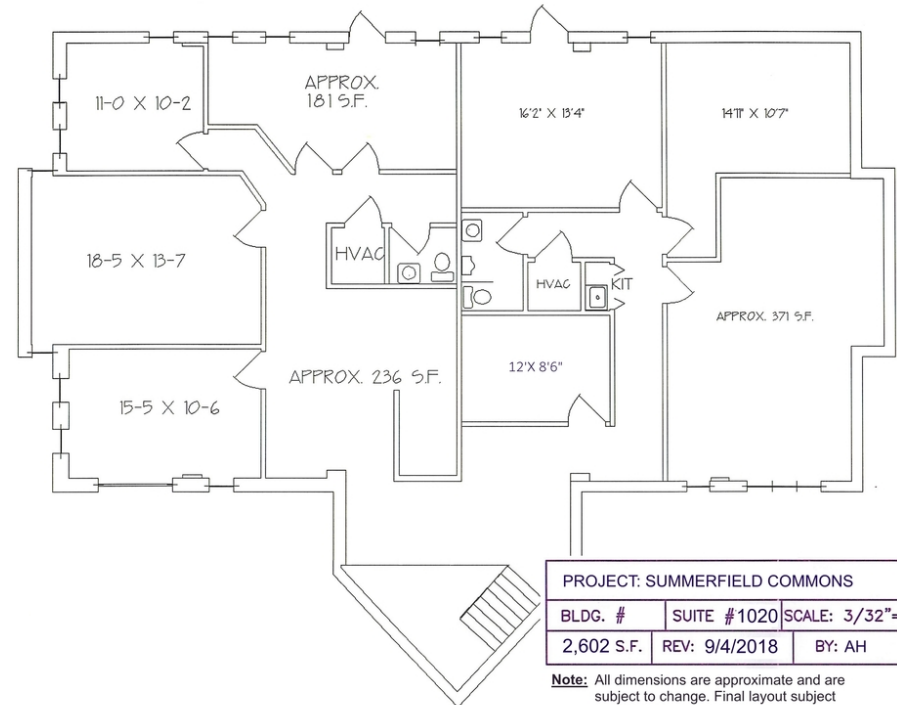 APPROX.
181 S.F.
11-0 X 10-2
16'2" X 13'4"
14'11" X 10'7"
18-5 X 13-7
HVAC
HVAC
KIT
APPROX. 371 S.F.
12'X 8'6"
APPROX. 236 S.F.
15-5 X 10-6
PROJECT: SUMMERFIELD COMMONS
BLDG. # SUITE #1020 SCALE: 3/32"=
2,602 S.F. REV: 9/4/2018 BY: AH
Note: All dimensions are approximate and are
subject to change. Final layout subject